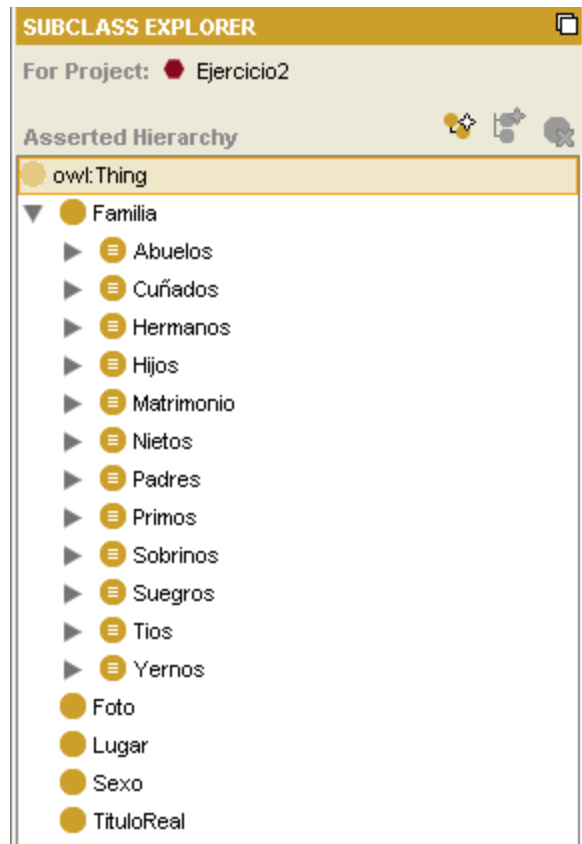 SUBCLASS EXPLORER
For Project: Ejercicio2
Asserted Hierarchy
owl:Thing
Familia
Abuelos
Cuñados
Hermanos
Hijos
Matrimonio
Nietos
Padres
Primos
Sobrinos
Suegros
Tios
Yernos
Foto
Lugar
Sexo
TituloReal